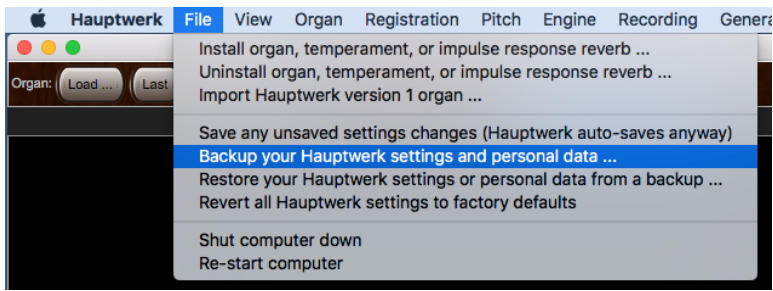 Hauptwerk File View Organ Registration Pitch Engine Recording Genera
Install organ, temperament, or impulse response reverb ...
Organ: Load ... Last
Uninstall organ, temperament, or impulse response reverb ...
Import Hauptwerk version 1 organ ...
Save any unsaved settings changes (Hauptwerk auto-saves anyway)
Backup your Hauptwerk settings and personal data ...
Restore your Hauptwerk settings or personal data from a backup ...
Revert all Hauptwerk settings to factory defaults
Shut computer down
Re-start computer